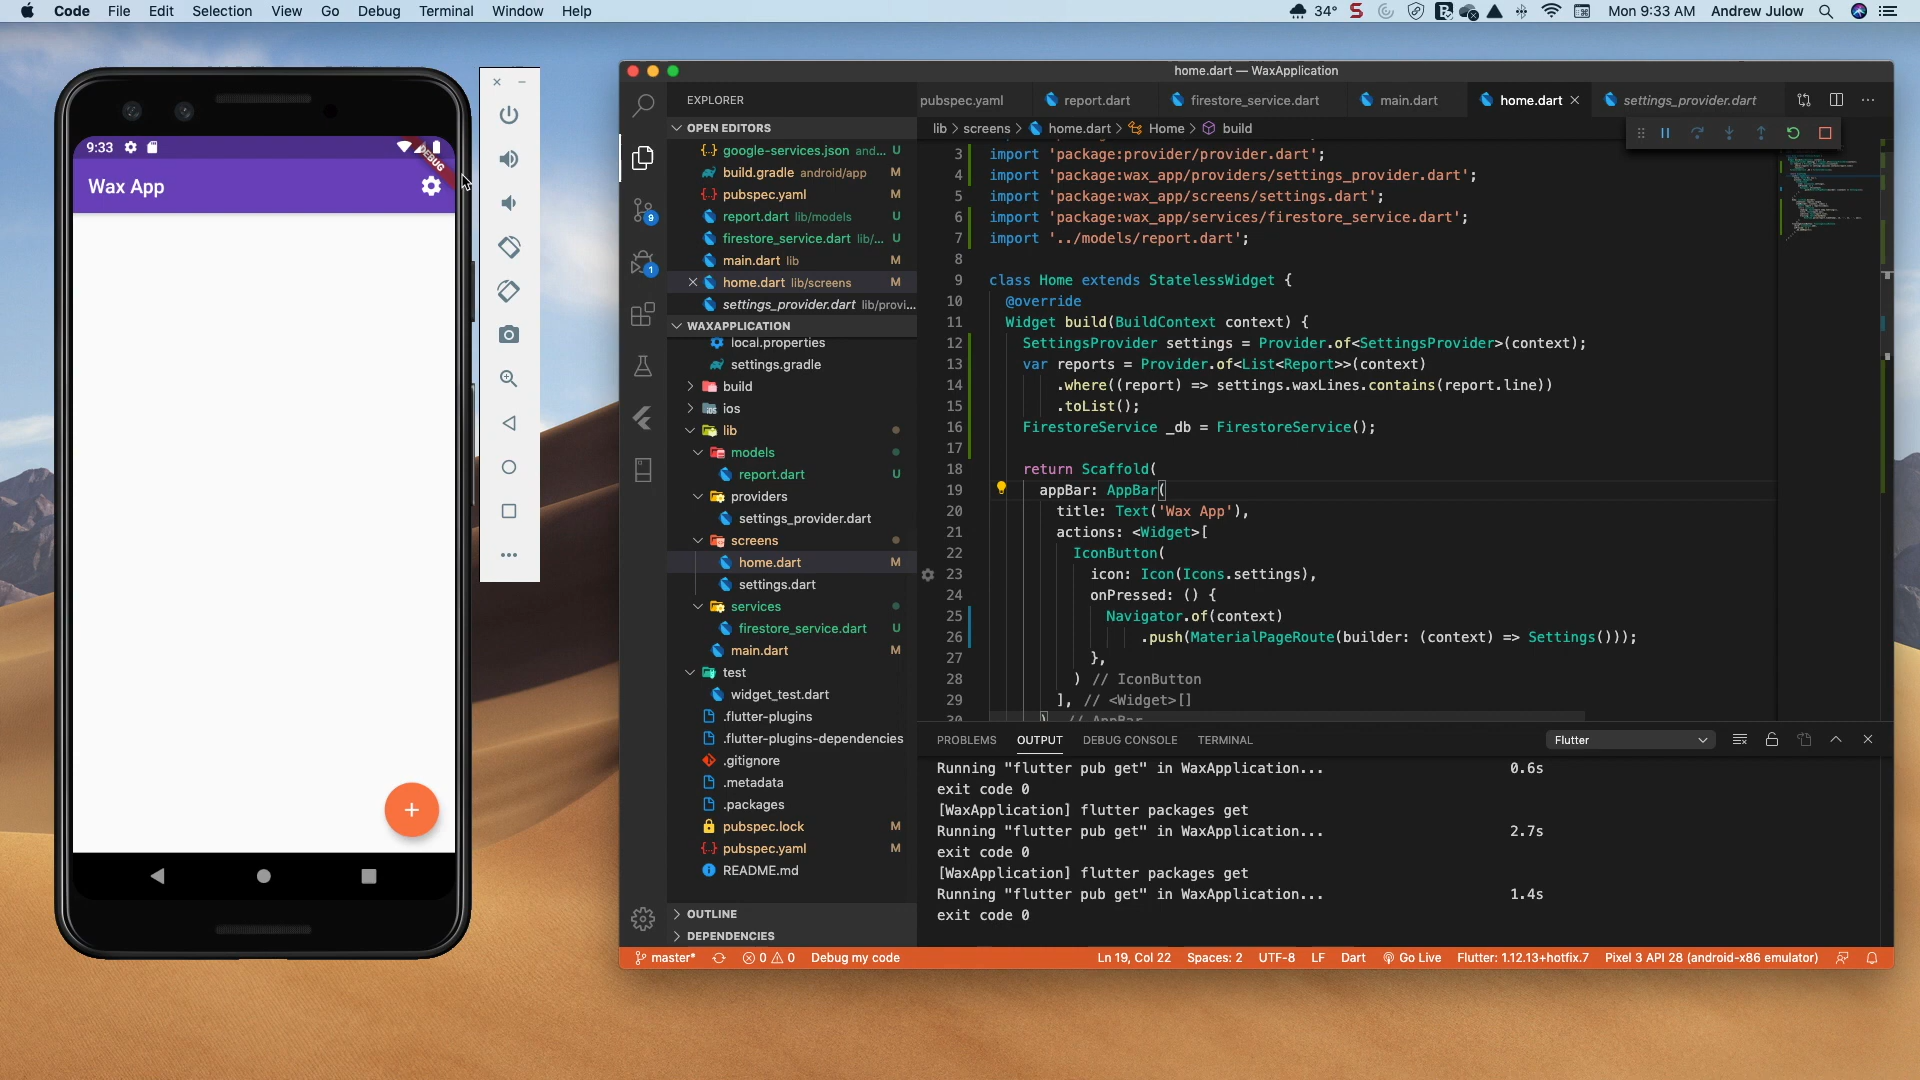 Code File Edit Selection View Go Debug Terminal Window Help
34° Mon 9:33 AM Andrew Julow
9:33
DEBUG
Wax App
home.dart — WaxApplication
EXPLORER
OPEN EDITORS
google-services.json and... U
build.gradle android/app M
pubspec.yaml M
report.dart lib/models U
firestore_service.dart lib/... U
main.dart lib M
home.dart lib/screens M
settings_provider.dart lib/provi...
WAXAPPLICATION
local.properties
settings.gradle
build
ios
lib
models
report.dart U
providers
settings_provider.dart
screens
home.dart M
settings.dart
services
firestore_service.dart U
main.dart M
test
widget_test.dart
.flutter-plugins
.flutter-plugins-dependencies
.gitignore
.metadata
.packages
pubspec.lock M
pubspec.yaml M
README.md
OUTLINE
DEPENDENCIES
9
1
pubspec.yaml report.dart firestore_service.dart main.dart home.dart settings_provider.dart
lib > screens > home.dart > Home > build
3 import 'package:provider/provider.dart';
4 import 'package:wax_app/providers/settings_provider.dart';
5 import 'package:wax_app/screens/settings.dart';
6 import 'package:wax_app/services/firestore_service.dart';
7 import '../models/report.dart';
8
9 class Home extends StatelessWidget {
10 @override
11 Widget build(BuildContext context) {
12 SettingsProvider settings = Provider.of<SettingsProvider>(context);
13 var reports = Provider.of<List<Report>>(context)
14 .where((report) => settings.waxLines.contains(report.line))
15 .toList();
16 FirestoreService _db = FirestoreService();
17
18 return Scaffold(
19 appBar: AppBar(
20 title: Text('Wax App'),
21 actions: <Widget>[
22 IconButton(
23 icon: Icon(Icons.settings),
24 onPressed: () {
25 Navigator.of(context)
26 .push(MaterialPageRoute(builder: (context) => Settings()));
27 },
28 ) // IconButton
29 ], // <Widget>[]
30 ) // AppBar
PROBLEMS OUTPUT DEBUG CONSOLE TERMINAL Flutter
Running "flutter pub get" in WaxApplication... 0.6s
exit code 0
[WaxApplication] flutter packages get
Running "flutter pub get" in WaxApplication... 2.7s
exit code 0
[WaxApplication] flutter packages get
Running "flutter pub get" in WaxApplication... 1.4s
exit code 0
master* 0 0 Debug my code Ln 19, Col 22 Spaces: 2 UTF-8 LF Dart Go Live Flutter: 1.12.13+hotfix.7 Pixel 3 API 28 (android-x86 emulator)